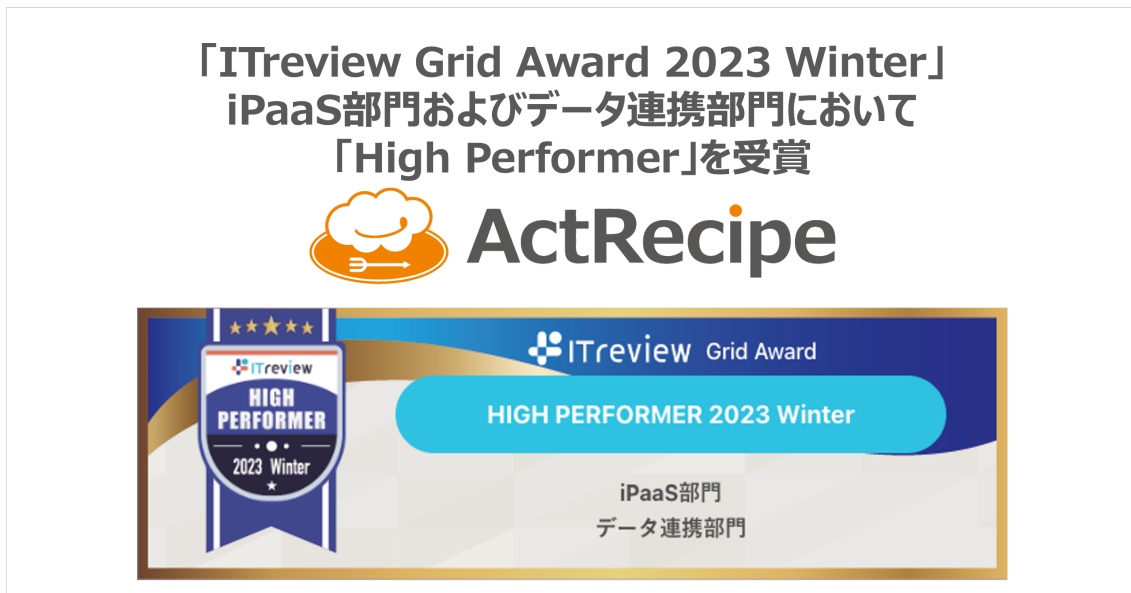 「ITreview Grid Award 2023 Winter」
iPaaS部門およびデータ連携部門において
「High Performer」を受賞
ActRecipe
ITreview
HIGH
PERFORMER
2023 Winter
ITreview Grid Award
HIGH PERFORMER 2023 Winter
iPaaS部門
データ連携部門